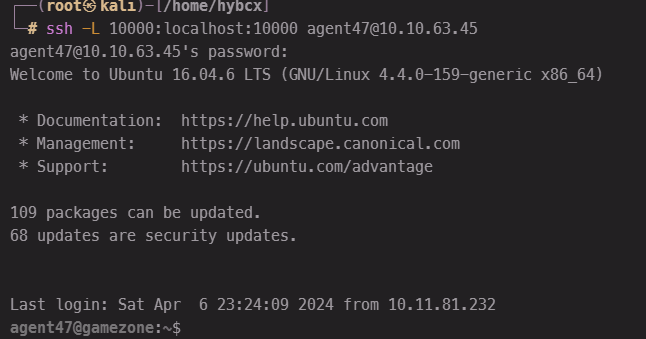 ┌──(root㉿kali)-[/home/hybcx]
└─# ssh -L 10000:localhost:10000 agent47@10.10.63.45
agent47@10.10.63.45's password:
Welcome to Ubuntu 16.04.6 LTS (GNU/Linux 4.4.0-159-generic x86_64)
* Documentation:  https://help.ubuntu.com
* Management:     https://landscape.canonical.com
* Support:        https://ubuntu.com/advantage
109 packages can be updated.
68 updates are security updates.
Last login: Sat Apr  6 23:24:09 2024 from 10.11.81.232
agent47@gamezone:~$